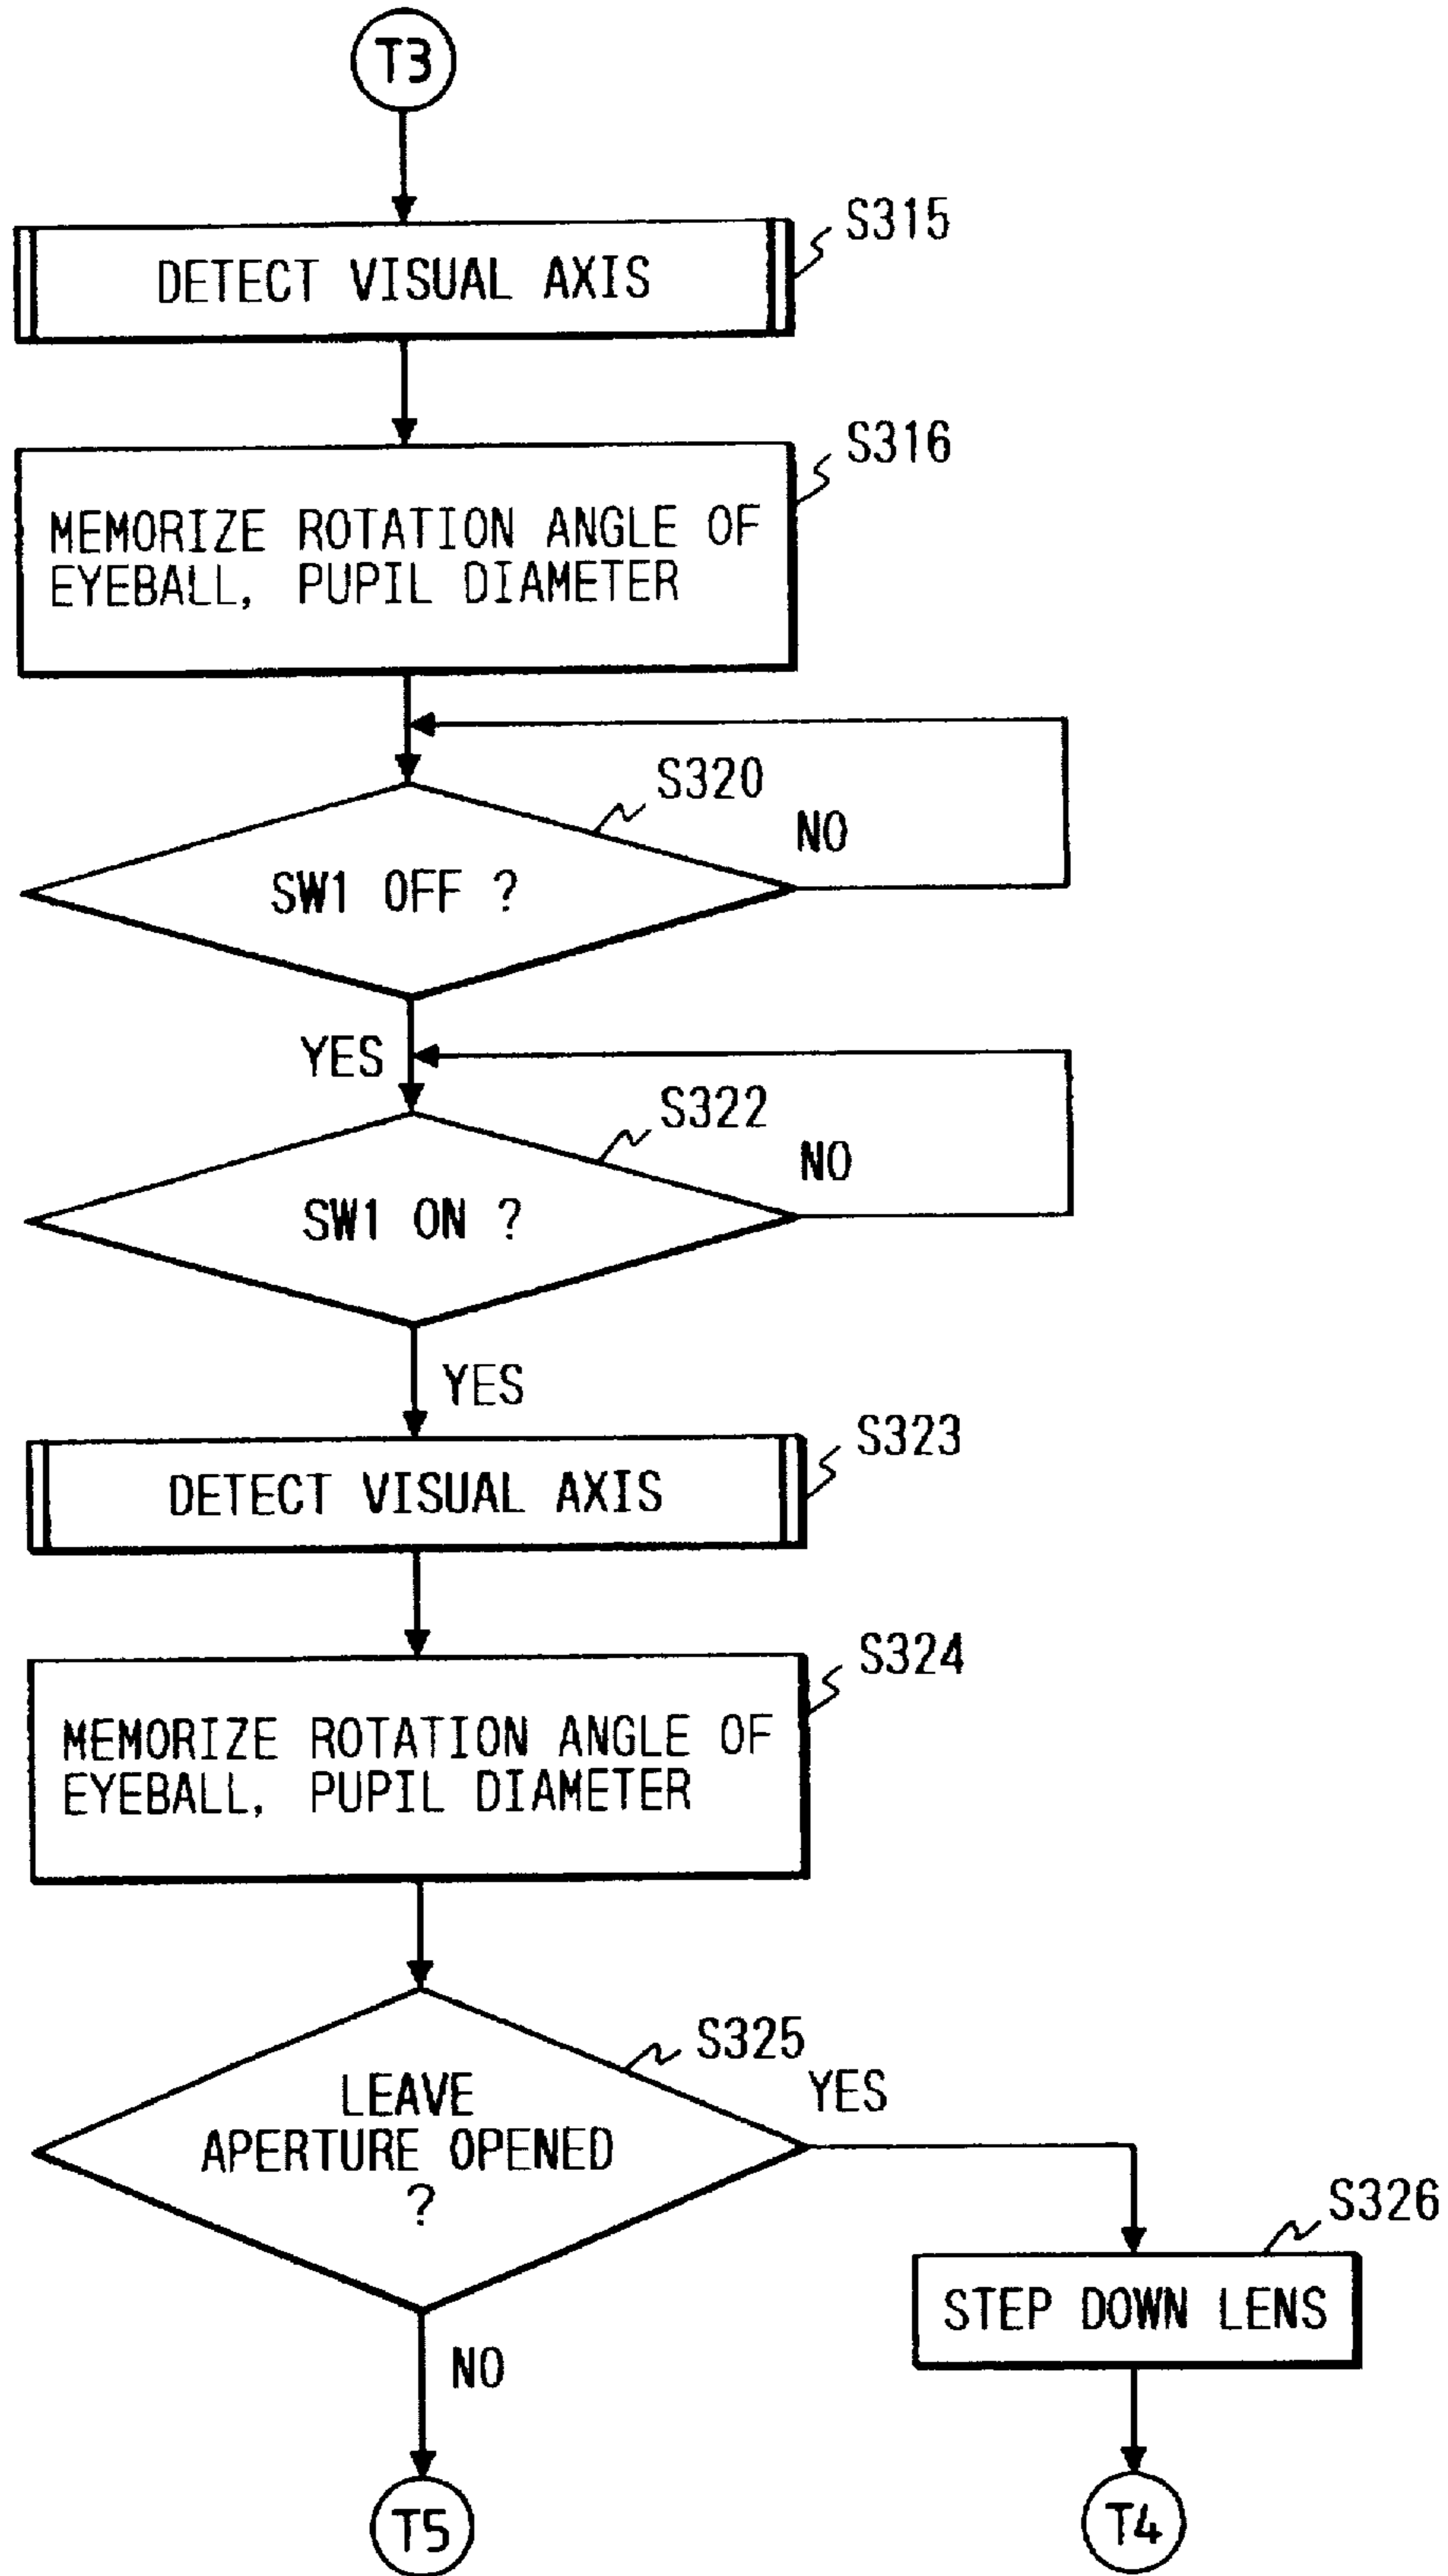 T3
S315
DETECT VISUAL AXIS
S316
MEMORIZE ROTATION ANGLE OF
EYEBALL, PUPIL DIAMETER
S320
NO
SW1 OFF ?
YES
S322
NO
SW1 ON ?
YES
S323
DETECT VISUAL AXIS
S324
MEMORIZE ROTATION ANGLE OF
EYEBALL, PUPIL DIAMETER
S325
YES
LEAVE
APERTURE OPENED
?
S326
STEP DOWN LENS
NO
T5
T4